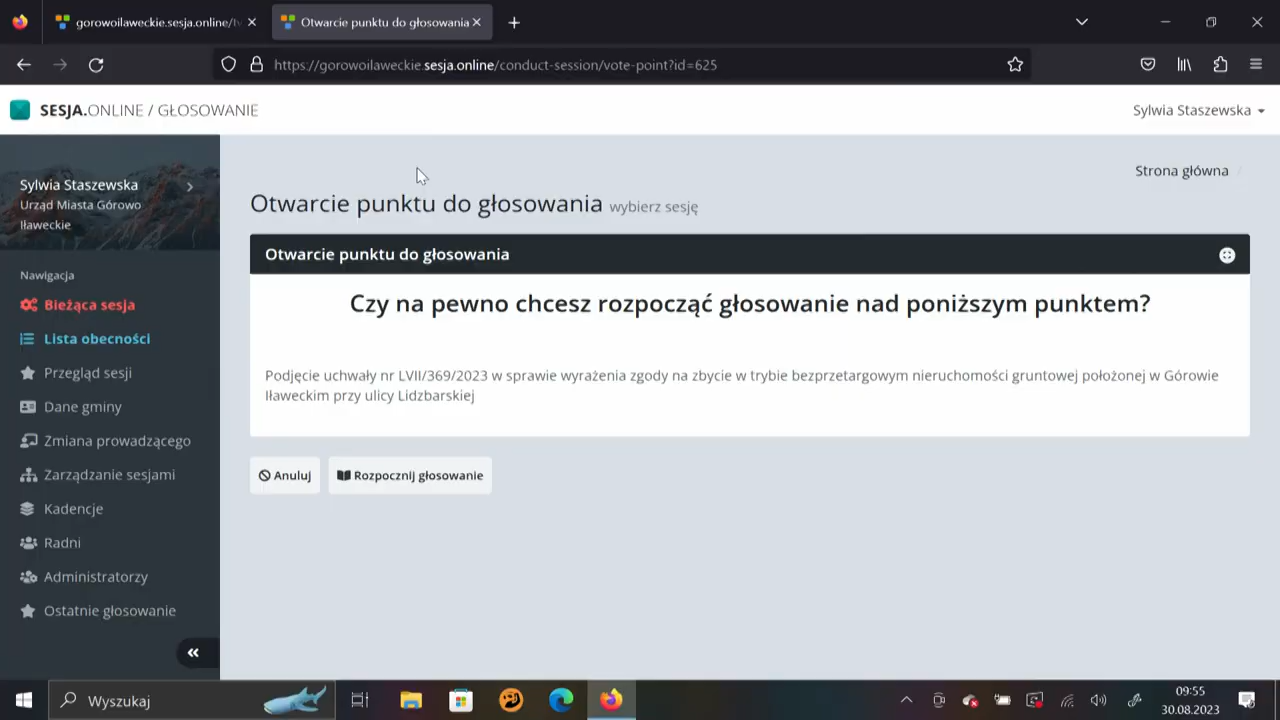 gorowoilaweckie.sesja.online/tv
Otwarcie punktu do głosowania
https://gorowoilaweckie.sesja.online/conduct-session/vote-point?id=625
SESJA.ONLINE / GŁOSOWANIE
Sylwia Staszewska
Sylwia Staszewska
Urząd Miasta Górowo
Iławeckie
Nawigacja
Bieżąca sesja
Lista obecności
Przegląd sesji
Dane gminy
Zmiana prowadzącego
Zarządzanie sesjami
Kadencje
Radni
Administratorzy
Ostatnie głosowanie
Strona główna /
Otwarcie punktu do głosowania wybierz sesję
Otwarcie punktu do głosowania
Czy na pewno chcesz rozpocząć głosowanie nad poniższym punktem?
Podjęcie uchwały nr LVII/369/2023 w sprawie wyrażenia zgody na zbycie w trybie bezprzetargowym nieruchomości gruntowej położonej w Górowie
Iławeckim przy ulicy Lidzbarskiej
Anuluj
Rozpocznij głosowanie
Wyszukaj
09:55
30.08.2023